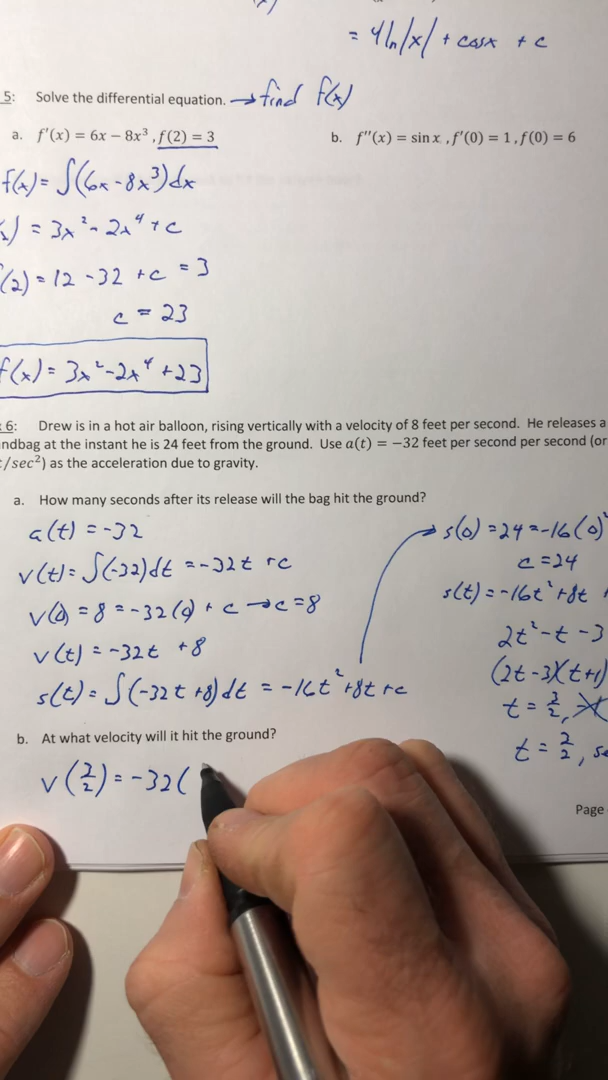 = 4ln|x| + cosx + c
5: Solve the differential equation. → find f(x)
a. f'(x) = 6x − 8x³ , f(2) = 3
b. f''(x) = sin x , f'(0) = 1 , f(0) = 6
f(x) = ∫(6x - 8x³)dx
) = 3x² - 2x⁴ + c
(2) = 12 - 32 + c = 3
c = 23
f(x) = 3x² - 2x⁴ + 23
6: Drew is in a hot air balloon, rising vertically with a velocity of 8 feet per second. He releases a
ndbag at the instant he is 24 feet from the ground. Use a(t) = −32 feet per second per second (or
/sec²) as the acceleration due to gravity.
a. How many seconds after its release will the bag hit the ground?
a(t) = -32
v(t) = ∫(-32)dt = -32t + c
v(0) = 8 = -32(0) + c → c = 8
v(t) = -32t + 8
s(t) = ∫(-32t + 8)dt = -16t² + 8t + c
→ s(0) = 24 = -16(0)²
c = 24
s(t) = -16t² + 8t +
2t² - t - 3
(2t - 3)(t + 1)
t = 3/2,
t = 3/2, se
b. At what velocity will it hit the ground?
v(3/2) = -32(
Page